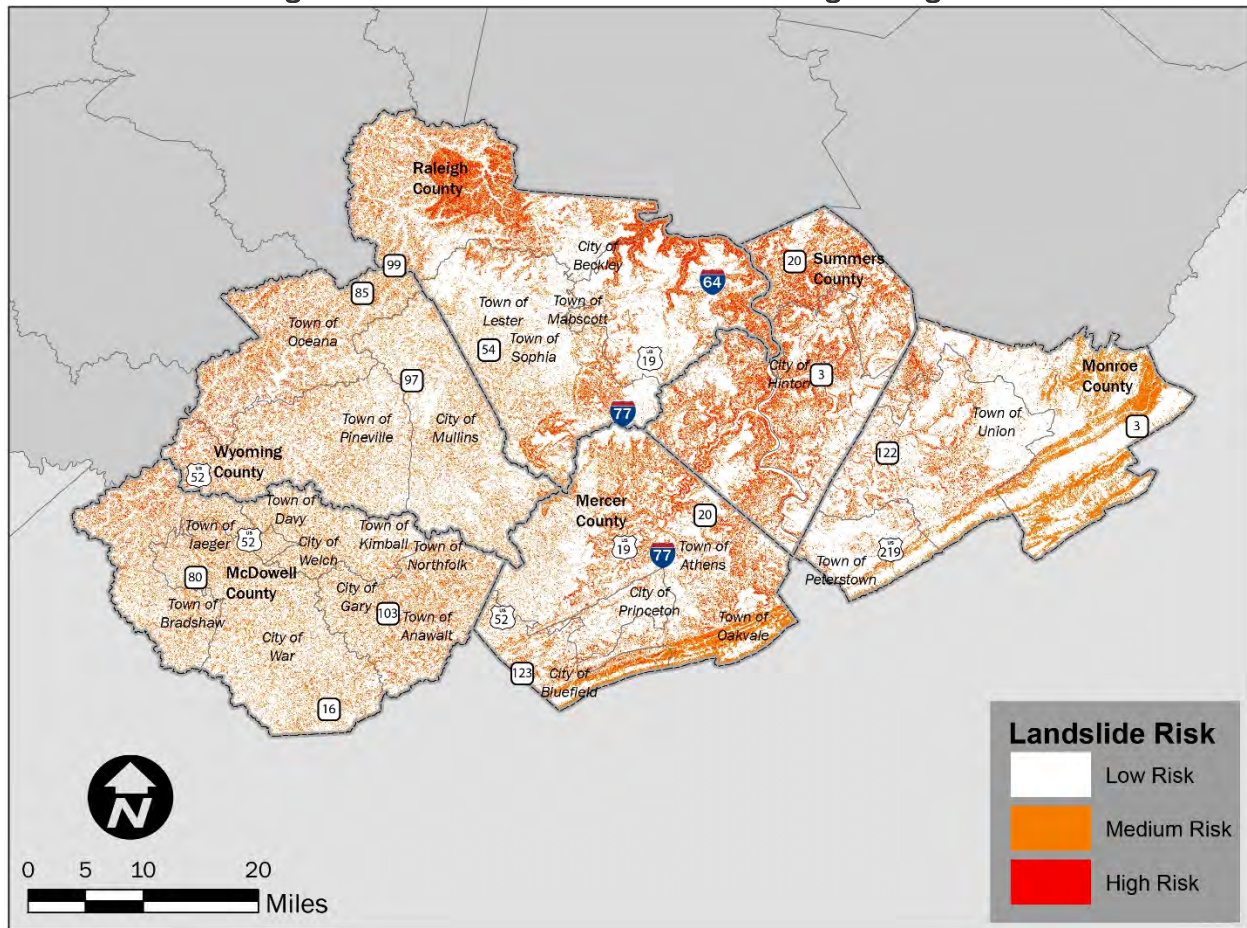 Raleigh
County
City of
Beckley
20
Summers
County
99
64
85
Town of
Oceana
Town of
Lester
Town of
Mabscott
54
Town of
Sophia
US
19
Monroe
County
97
City of
Hinton
3
3
Town of
Union
77
Town of
Pineville
City of
Mullins
122
Wyoming
County
US
52
Mercer
County
20
Town of
Davy
Town of
Iaeger
US
52
City of
Welch
Town of
Kimball
Town of
Northfolk
US
19
77
Town of
Athens
US
219
Town of
Peterstown
80
McDowell
County
Town of
Bradshaw
City of
Gary
103
Town of
Anawalt
US
52
City of
Princeton
Town of
Oakvale
City of
War
123
City of
Bluefield
16
N
0 5 10 20
Miles
Landslide Risk
Low Risk
Medium Risk
High Risk